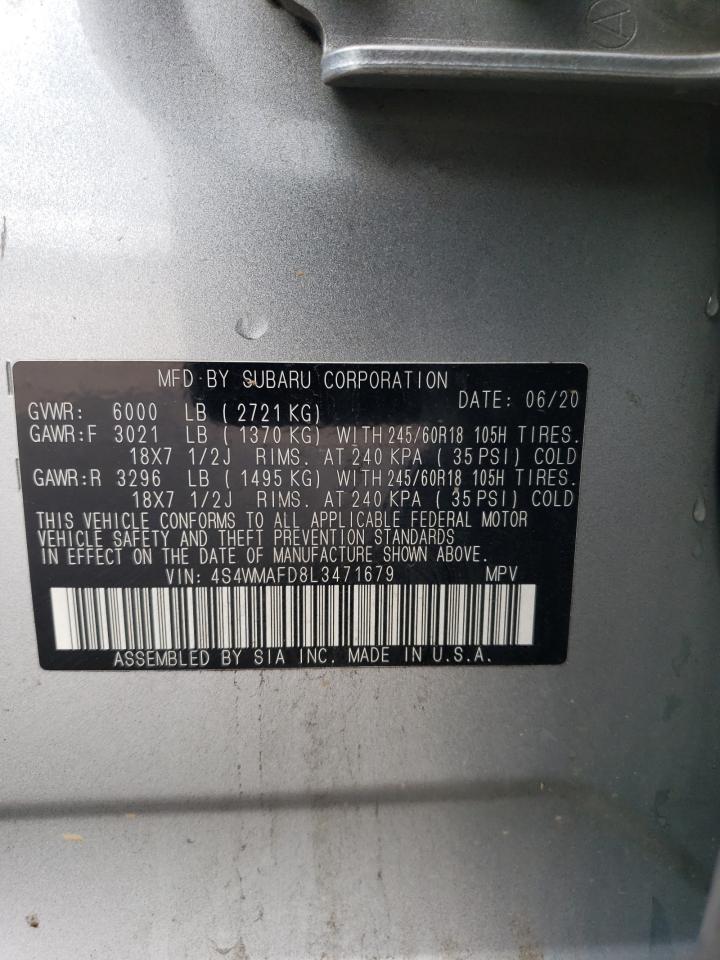 A
MFD BY SUBARU CORPORATION
DATE: 06/20
GVWR: 6000 LB ( 2721 KG)
GAWR:F 3021 LB ( 1370 KG) WITH 245/60R18 105H TIRES.
18X7 1/2J RIMS. AT 240 KPA ( 35 PSI) COLD
GAWR:R 3296 LB ( 1495 KG) WITH 245/60R18 105H TIRES.
18X7 1/2J RIMS. AT 240 KPA ( 35 PSI) COLD
THIS VEHICLE CONFORMS TO ALL APPLICABLE FEDERAL MOTOR
VEHICLE SAFETY AND THEFT PREVENTION STANDARDS
IN EFFECT ON THE DATE OF MANUFACTURE SHOWN ABOVE.
VIN: 4S4WMAFD8L3471679 MPV
ASSEMBLED BY SIA INC. MADE IN U.S.A.